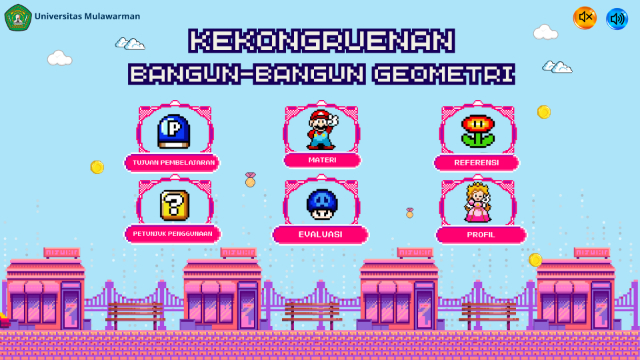 Universitas Mulawarman
KEKONGRUENAN
BANGUN-BANGUN GEOMETRI
P
TUJUAN PEMBELAJARAN
MATERI
REFERENSI
?
PETUNJUK PENGGUNAAN
EVALUASI
PROFIL